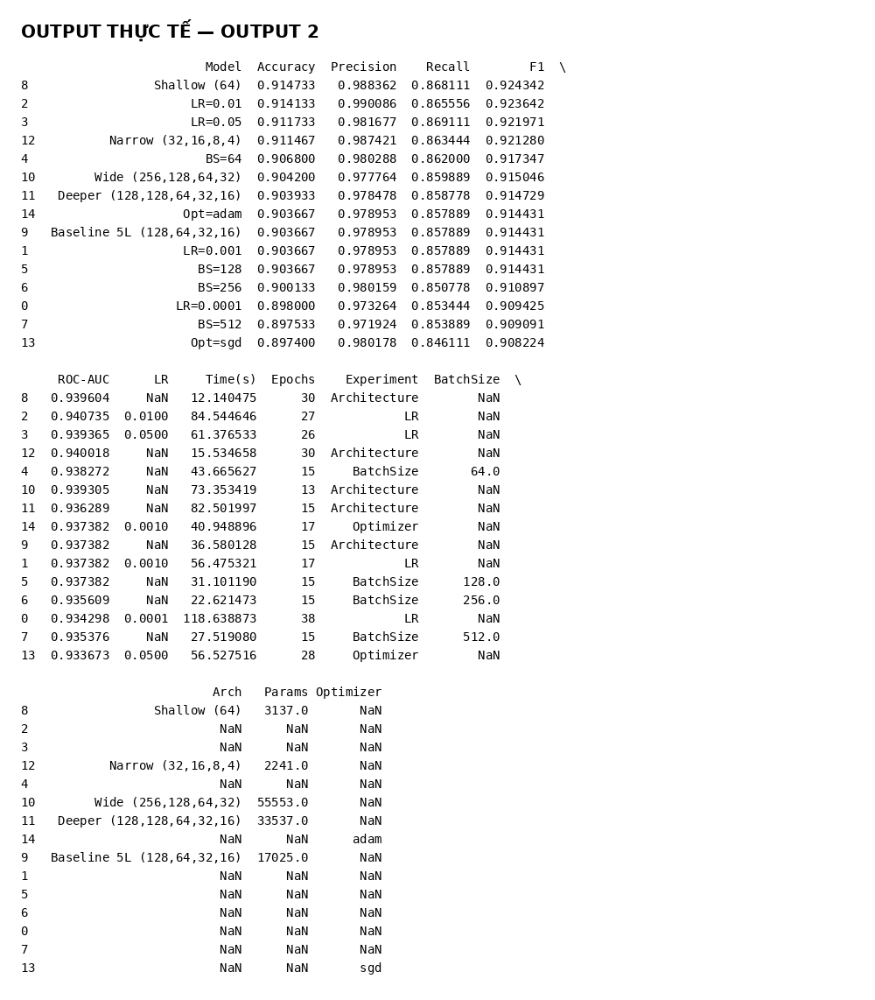 OUTPUT THỰC TẾ — OUTPUT 2
Model Accuracy Precision Recall F1 \
8 Shallow (64) 0.914733 0.988362 0.868111 0.924342
2 LR=0.01 0.914133 0.990086 0.865556 0.923642
3 LR=0.05 0.911733 0.981677 0.869111 0.921971
12 Narrow (32,16,8,4) 0.911467 0.987421 0.863444 0.921280
4 BS=64 0.906800 0.980288 0.862000 0.917347
10 Wide (256,128,64,32) 0.904200 0.977764 0.859889 0.915046
11 Deeper (128,128,64,32,16) 0.903933 0.978478 0.858778 0.914729
14 Opt=adam 0.903667 0.978953 0.857889 0.914431
9 Baseline 5L (128,64,32,16) 0.903667 0.978953 0.857889 0.914431
1 LR=0.001 0.903667 0.978953 0.857889 0.914431
5 BS=128 0.903667 0.978953 0.857889 0.914431
6 BS=256 0.900133 0.980159 0.850778 0.910897
0 LR=0.0001 0.898000 0.973264 0.853444 0.909425
7 BS=512 0.897533 0.971924 0.853889 0.909091
13 Opt=sgd 0.897400 0.980178 0.846111 0.908224
ROC-AUC LR Time(s) Epochs Experiment BatchSize \
8 0.939604 NaN 12.140475 30 Architecture NaN
2 0.940735 0.0100 84.544646 27 LR NaN
3 0.939365 0.0500 61.376533 26 LR NaN
12 0.940018 NaN 15.534658 30 Architecture NaN
4 0.938272 NaN 43.665627 15 BatchSize 64.0
10 0.939305 NaN 73.353419 13 Architecture NaN
11 0.936289 NaN 82.501997 15 Architecture NaN
14 0.937382 0.0010 40.948896 17 Optimizer NaN
9 0.937382 NaN 36.580128 15 Architecture NaN
1 0.937382 0.0010 56.475321 17 LR NaN
5 0.937382 NaN 31.101190 15 BatchSize 128.0
6 0.935609 NaN 22.621473 15 BatchSize 256.0
0 0.934298 0.0001 118.638873 38 LR NaN
7 0.935376 NaN 27.519080 15 BatchSize 512.0
13 0.933673 0.0500 56.527516 28 Optimizer NaN
Arch Params Optimizer
8 Shallow (64) 3137.0 NaN
2 NaN NaN NaN
3 NaN NaN NaN
12 Narrow (32,16,8,4) 2241.0 NaN
4 NaN NaN NaN
10 Wide (256,128,64,32) 55553.0 NaN
11 Deeper (128,128,64,32,16) 33537.0 NaN
14 NaN NaN adam
9 Baseline 5L (128,64,32,16) 17025.0 NaN
1 NaN NaN NaN
5 NaN NaN NaN
6 NaN NaN NaN
0 NaN NaN NaN
7 NaN NaN NaN
13 NaN NaN sgd